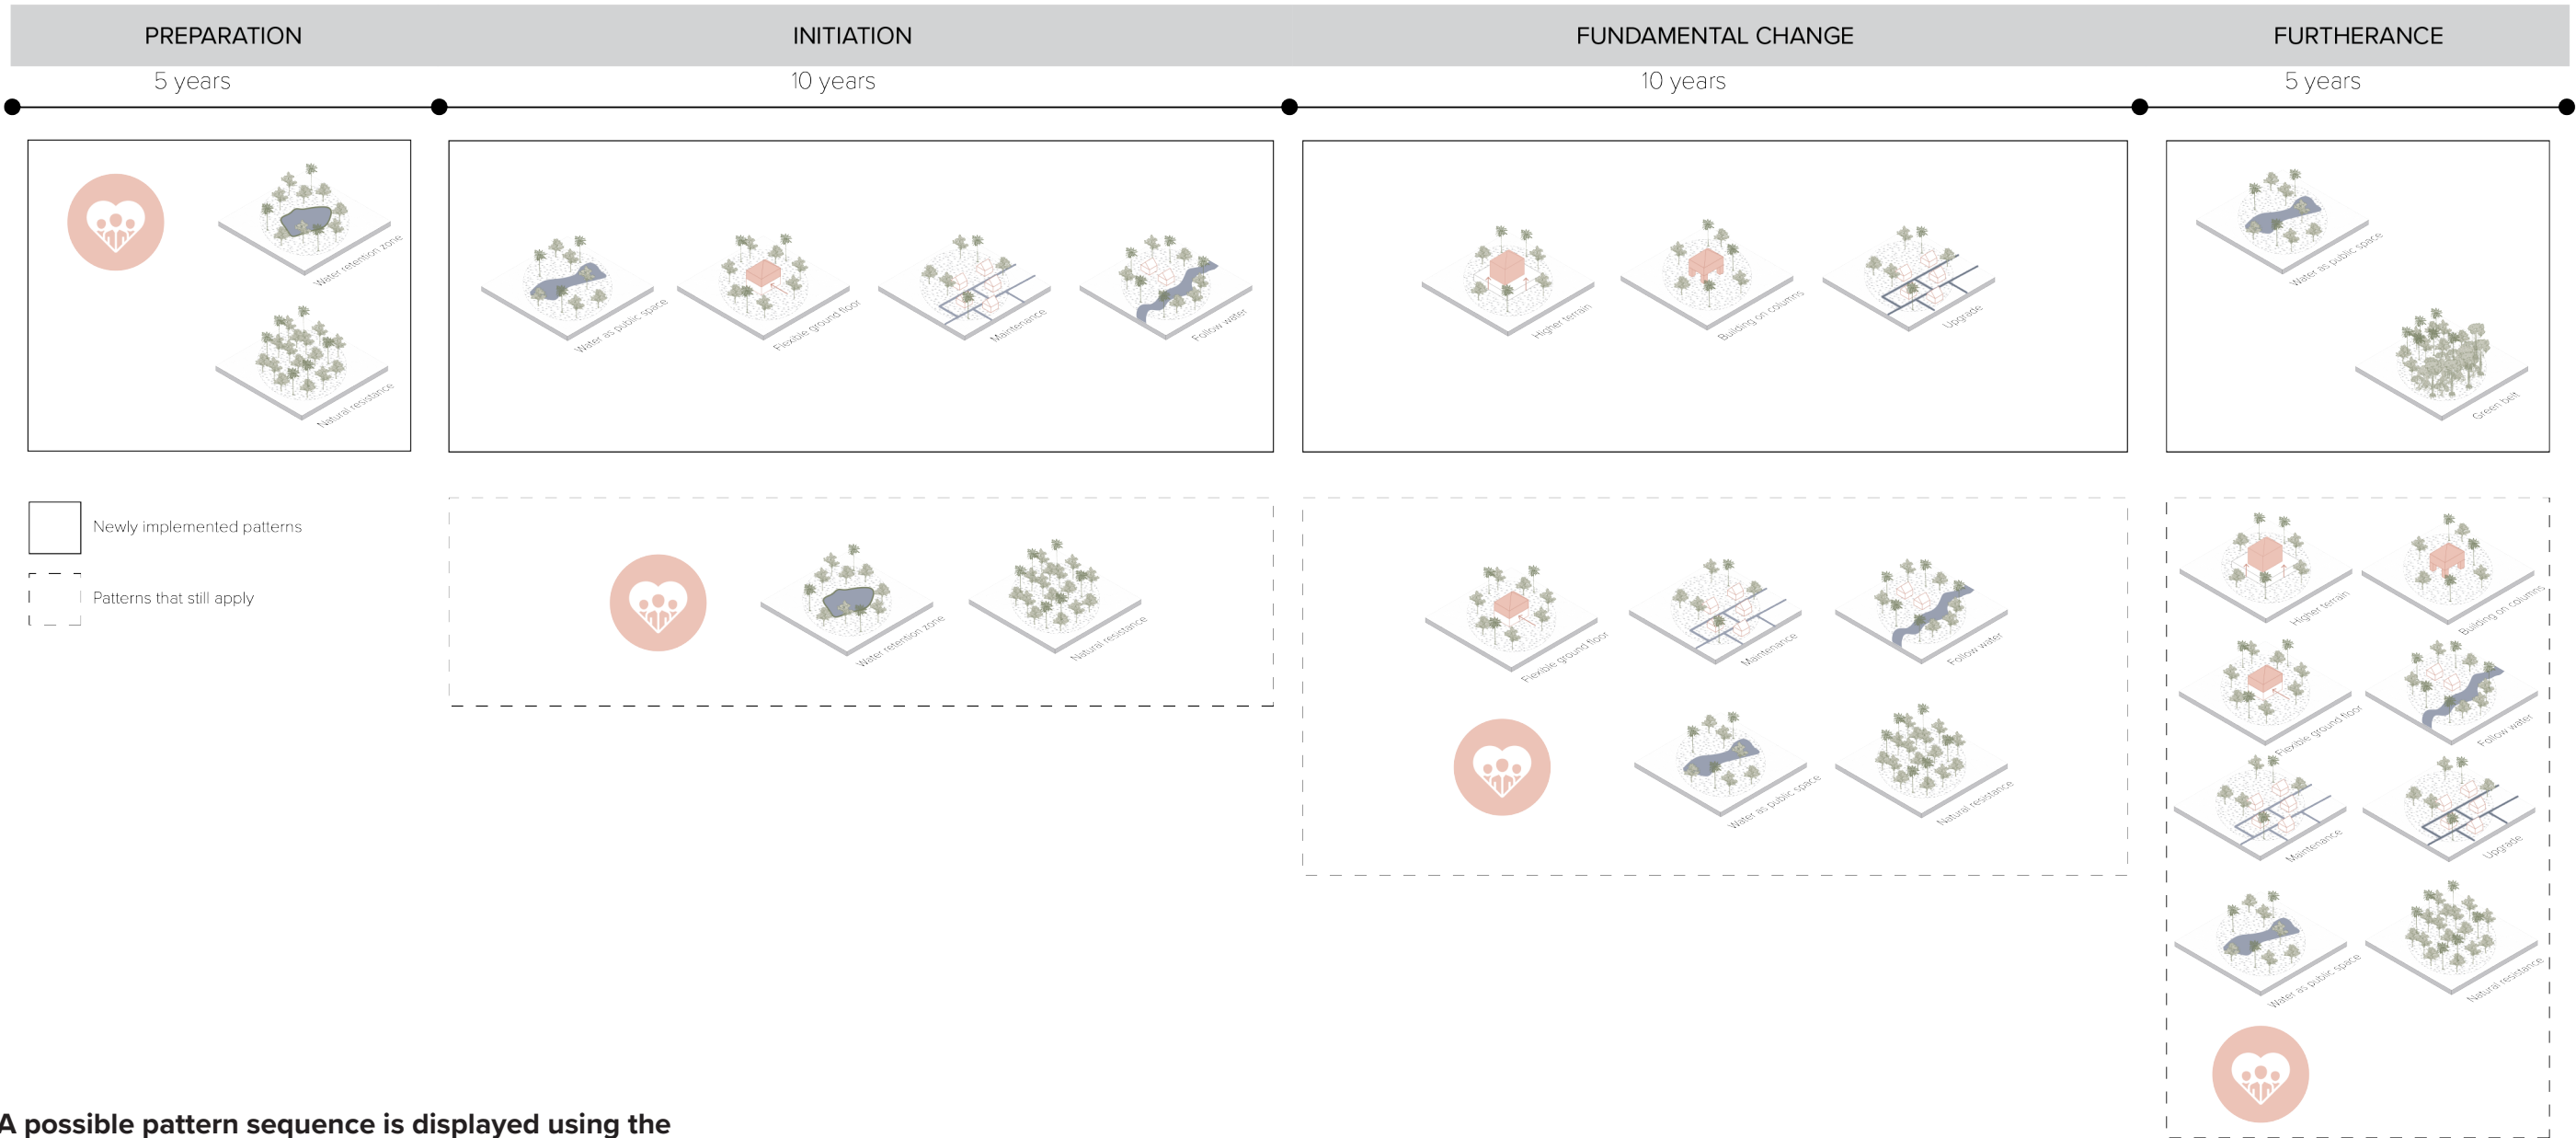 PREPARATION
INITIATION
FUNDAMENTAL CHANGE
FURTHERANCE
5 years
10 years
10 years
5 years
Water retention zone
Natural resistance
Water as public space
Flexible ground floor
Maintenance
Follow water
Higher terrain
Building on columns
Upgrade
Water as public space
Green belt
Newly implemented patterns
Patterns that still apply
Water retention zone
Natural resistance
Flexible ground floor
Maintenance
Follow water
Water as public space
Natural resistance
Higher terrain
Building on columns
Flexible ground floor
Follow water
Maintenance
Upgrade
Water as public space
Natural resistance
A possible pattern sequence is displayed using the